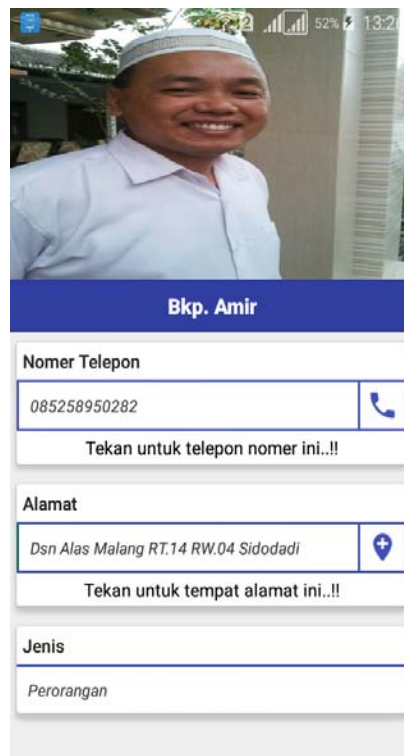 2 52% 13:26
Bkp. Amir
Nomer Telepon
085258950282
Tekan untuk telepon nomer ini..!!
Alamat
Dsn Alas Malang RT.14 RW.04 Sidodadi
Tekan untuk tempat alamat ini..!!
Jenis
Perorangan